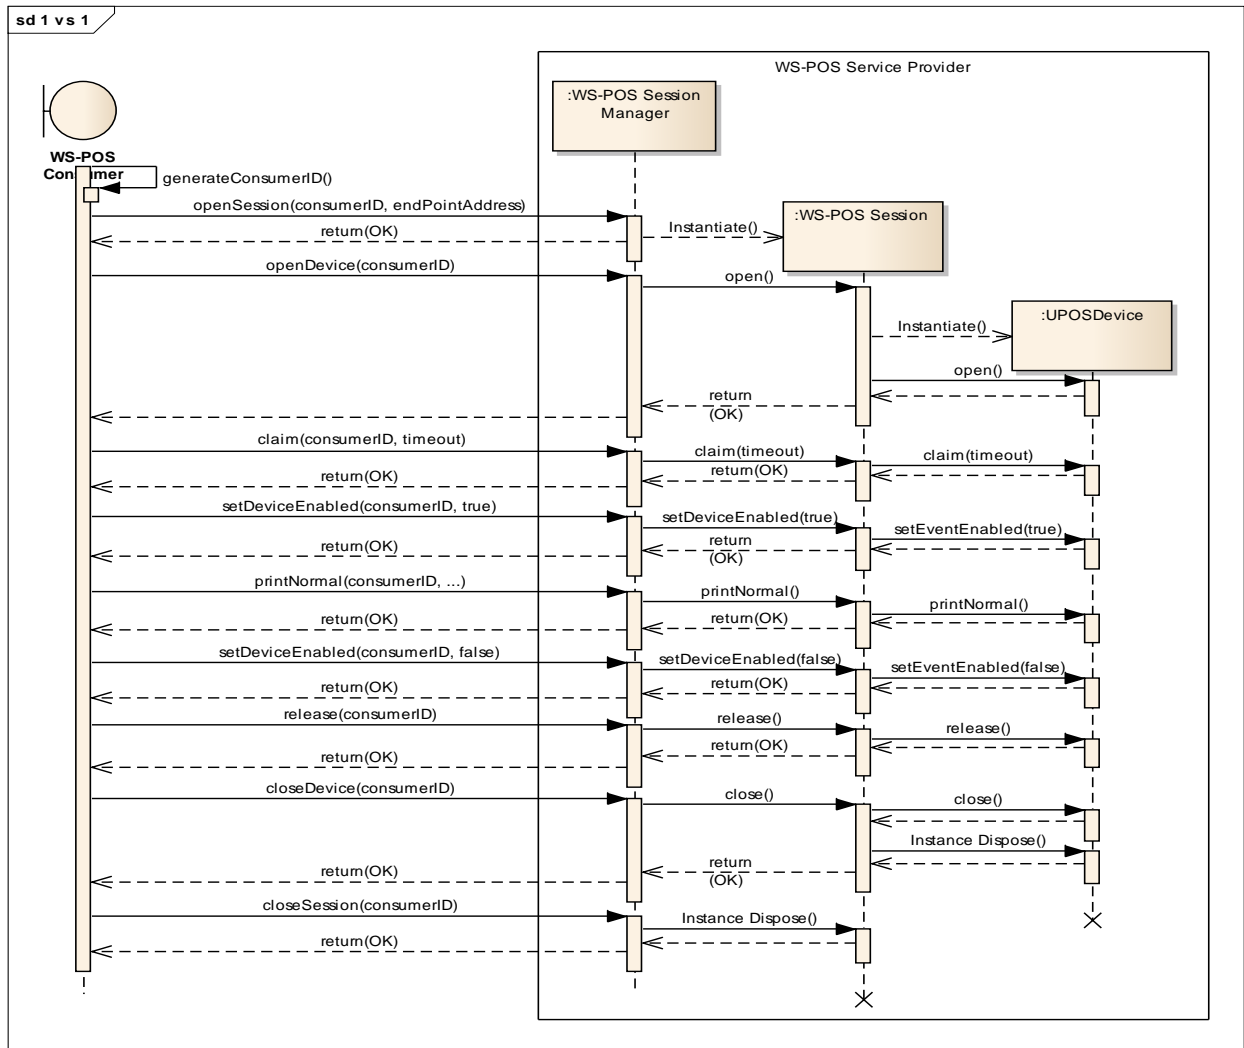 sd 1 vs 1
WS-POS Service Provider
:WS-POS Session
Manager
WS-POS
Consumer
generateConsumerID()
openSession(consumerID, endPointAddress)
:WS-POS Session
Instantiate()
return(OK)
openDevice(consumerID)
open()
:UPOSDevice
Instantiate()
open()
return
(OK)
claim(consumerID, timeout)
claim(timeout)
claim(timeout)
return(OK)
return(OK)
setDeviceEnabled(consumerID, true)
setDeviceEnabled(true)
setEventEnabled(true)
return(OK)
return
(OK)
printNormal(consumerID, ...)
printNormal()
printNormal()
return(OK)
return(OK)
setDeviceEnabled(consumerID, false)
setDeviceEnabled(false)
setEventEnabled(false)
return(OK)
return(OK)
release(consumerID)
release()
release()
return(OK)
return(OK)
closeDevice(consumerID)
close()
close()
Instance Dispose()
return(OK)
return
(OK)
closeSession(consumerID)
Instance Dispose()
return(OK)